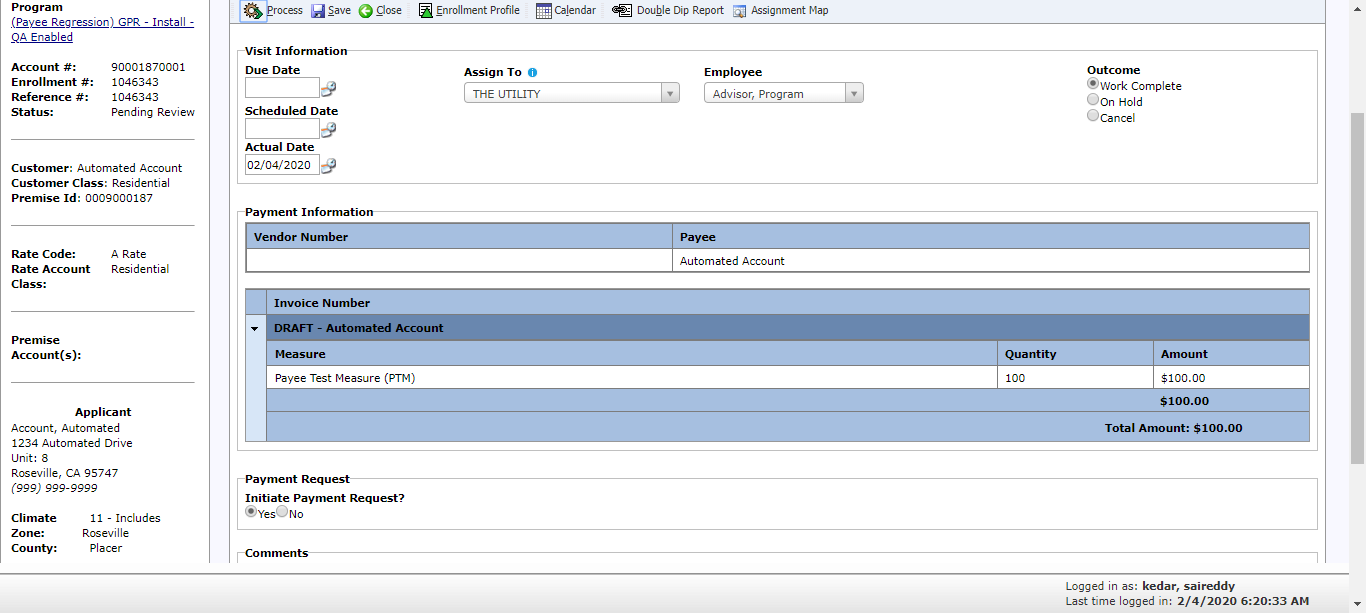 Program
(Payee Regression) GPR - Install -
QA Enabled
Account #: 90001870001
Enrollment #: 1046343
Reference #: 1046343
Status: Pending Review
Customer: Automated Account
Customer Class: Residential
Premise Id: 0009000187
Rate Code: A Rate
Rate Account Residential
Class:
Premise
Account(s):
Applicant
Account, Automated
1234 Automated Drive
Unit: 8
Roseville, CA 95747
(999) 999-9999
Climate 11 - Includes
Zone: Roseville
County: Placer
Process Save Close Enrollment Profile Calendar Double Dip Report Assignment Map
Visit Information
Due Date
Scheduled Date
Actual Date
02/04/2020
Assign To
THE UTILITY
Employee
Advisor, Program
Outcome
Work Complete
On Hold
Cancel
Payment Information
Vendor Number Payee
Automated Account
Invoice Number
DRAFT - Automated Account
Measure Quantity Amount
Payee Test Measure (PTM) 100 $100.00
$100.00
Total Amount: $100.00
Payment Request
Initiate Payment Request?
Yes No
Comments
Logged in as: kedar, saireddy
Last time logged in: 2/4/2020 6:20:33 AM